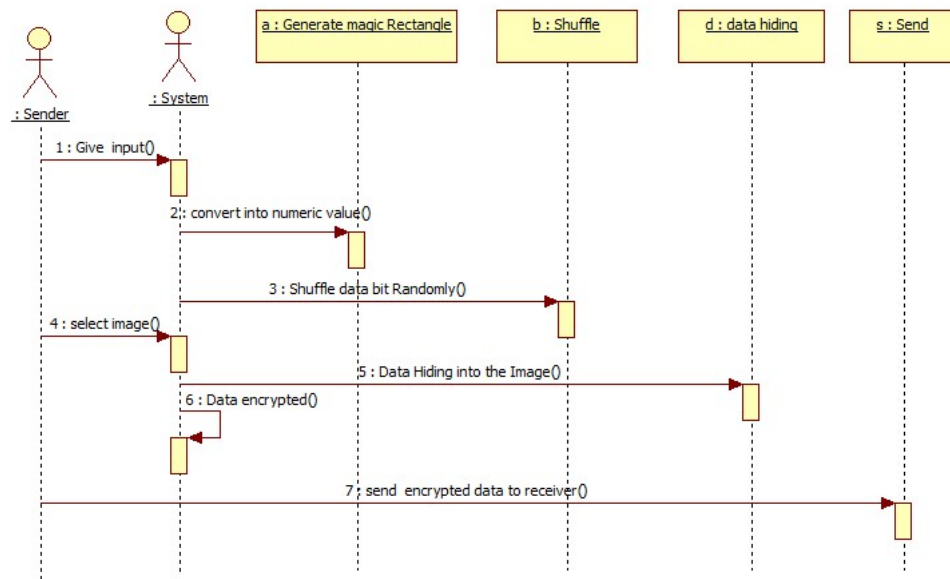 a : Generate magic Rectangle
b : Shuffle
d : data hiding
s : Send
: System
: Sender
1 : Give input()
2 : convert into numeric value()
3 : Shuffle data bit Randomly()
4 : select image()
5 : Data Hiding into the Image()
6 : Data encrypted()
7 : send encrypted data to receiver()